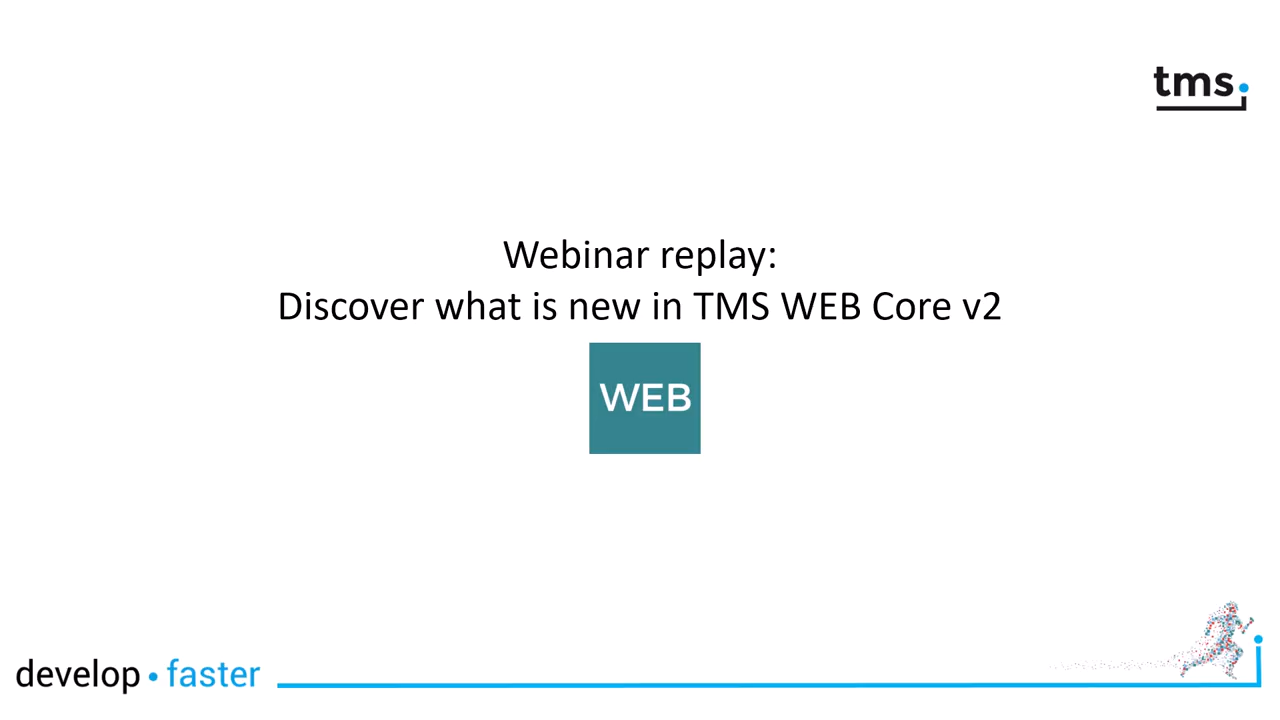 tms.
Webinar replay:
Discover what is new in TMS WEB Core v2
WEB
develop • faster